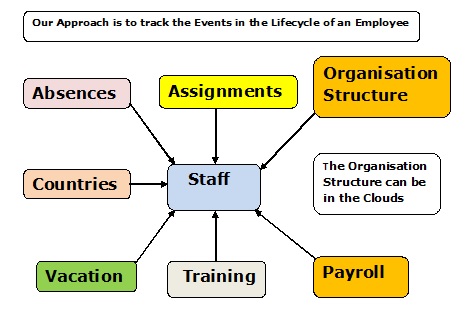 Our Approach is to track the Events in the Lifecycle of an Employee
Absences
Assignments
Organisation
Structure
Countries
Staff
The Organisation
Structure can be
in the Clouds
Vacation
Training
Payroll